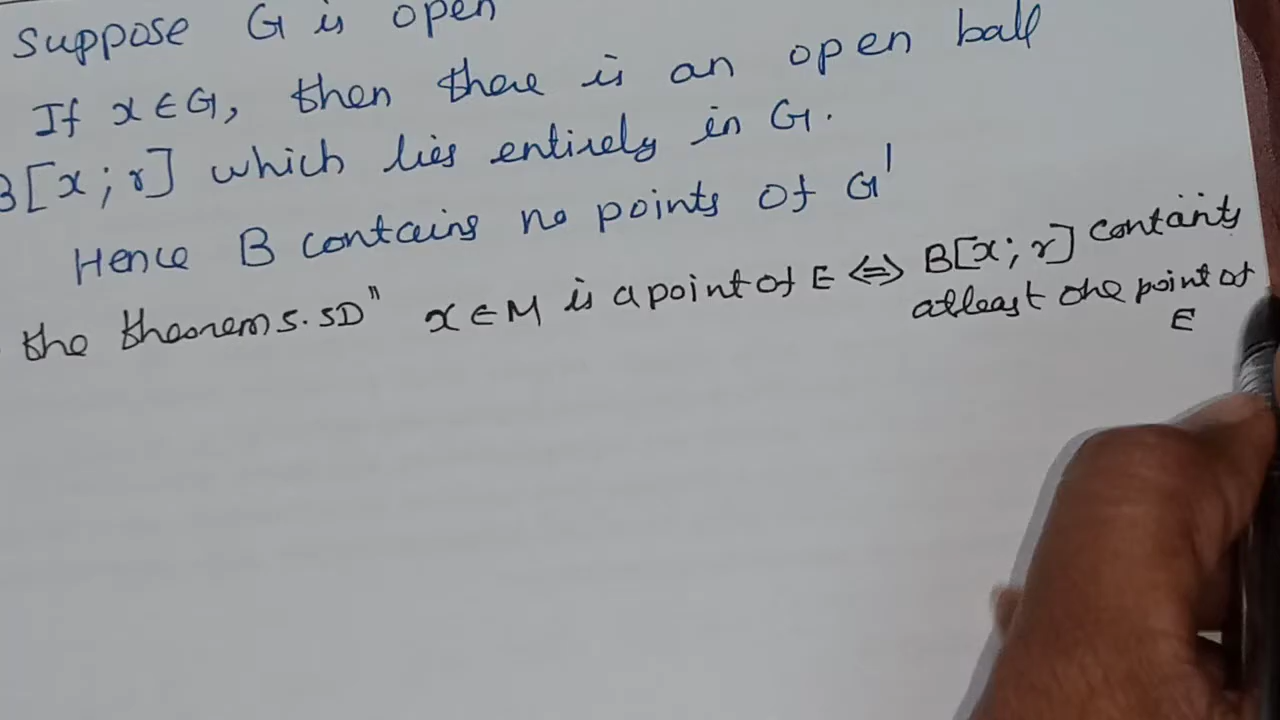 Suppose G is open
If x ∈ G, then there is an open ball
B[x; r] which lies entirely in G.
Hence B contains no points of G'
the theorem 5.5D" x ∈ M is a point of E ⇔ B[x; r] contants
atleast one point of
E